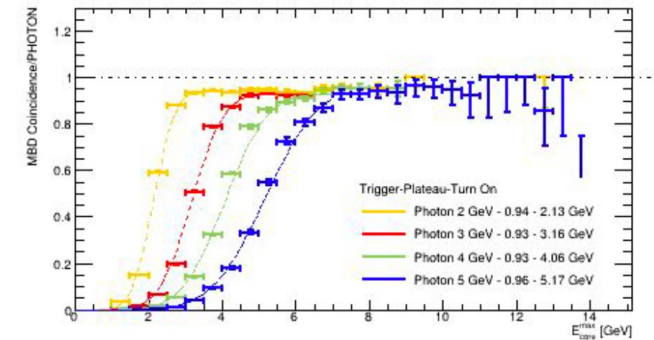 MBD Coincidence/PHOTON
1.2
1
0.8
0.6
0.4
0.2
0
Trigger-Plateau-Turn On
Photon 2 GeV - 0.94 - 2.13 GeV
Photon 3 GeV - 0.93 - 3.16 GeV
Photon 4 GeV - 0.93 - 4.06 GeV
Photon 5 GeV - 0.96 - 5.17 GeV
2 4 6 8 10 12 14
E^max_cone [GeV]